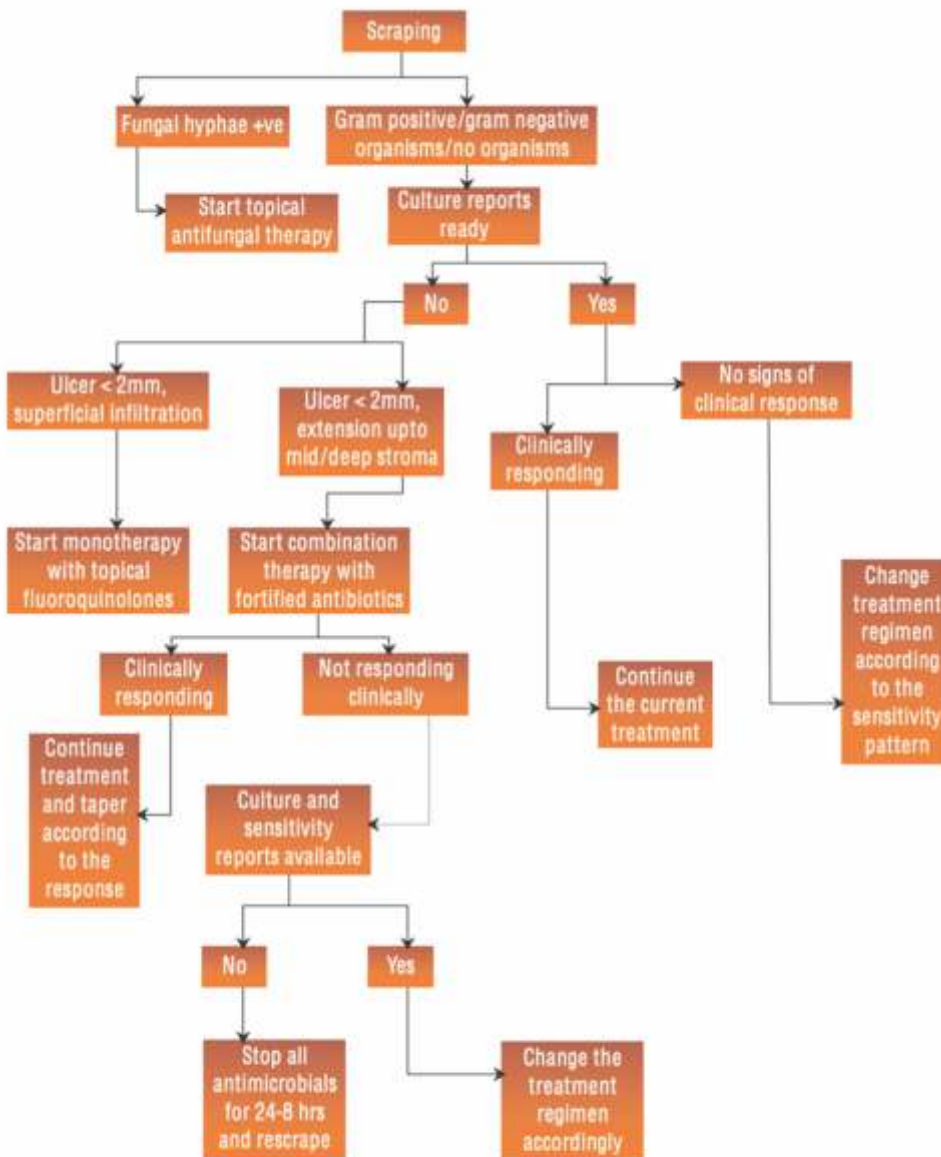 Scraping
Fungal hyphae +ve
Gram positive/gram negative
organisms/no organisms
Start topical
antifungal therapy
Culture reports
ready
No
Yes
Ulcer < 2mm,
superficial infiltration
Ulcer < 2mm,
extension upto
mid/deep stroma
No signs of
clinical response
Clinically
responding
Start monotherapy
with topical
fluoroquinolones
Start combination
therapy with
fortified antibiotics
Change
treatment
regimen
according
to the
sensitivity
pattern
Clinically
responding
Not responding
clinically
Continue
the current
treatment
Continue
treatment
and taper
according
to the
response
Culture and
sensitivity
reports available
No
Yes
Stop all
antimicrobials
for 24-8 hrs
and rescrape
Change the
treatment
regimen
accordingly